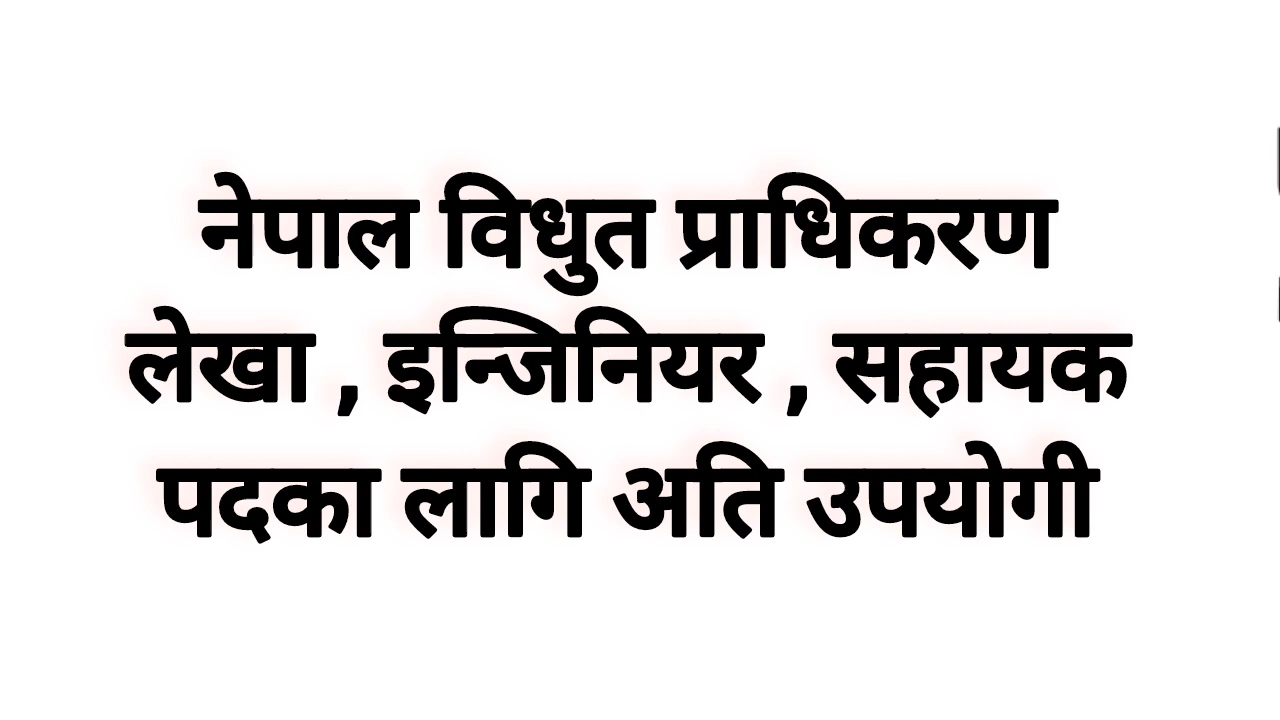 नेपाल विधुत प्राधिकरण
लेखा , इन्जिनियर , सहायक
पदका लागि अति उपयोगी